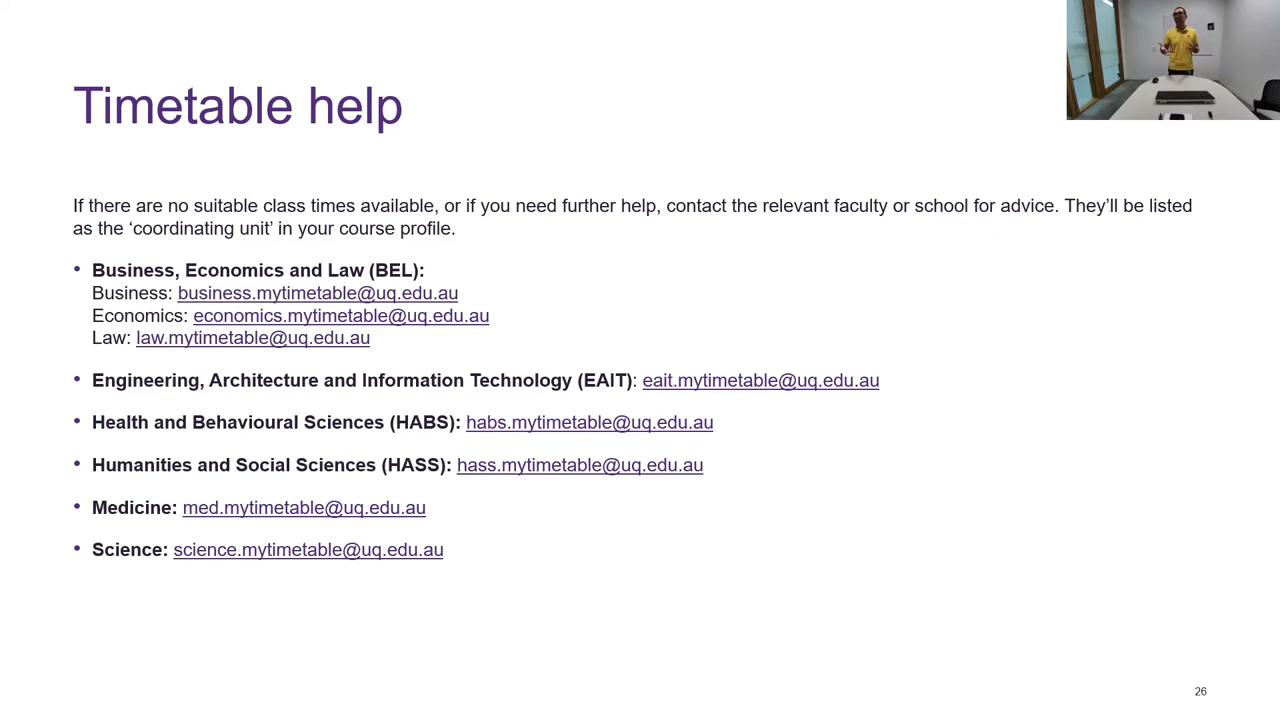 Timetable help
If there are no suitable class times available, or if you need further help, contact the relevant faculty or school for advice. They’ll be listed
as the ‘coordinating unit’ in your course profile.
• Business, Economics and Law (BEL):
Business: business.mytimetable@uq.edu.au
Economics: economics.mytimetable@uq.edu.au
Law: law.mytimetable@uq.edu.au
• Engineering, Architecture and Information Technology (EAIT): eait.mytimetable@uq.edu.au
• Health and Behavioural Sciences (HABS): habs.mytimetable@uq.edu.au
• Humanities and Social Sciences (HASS): hass.mytimetable@uq.edu.au
• Medicine: med.mytimetable@uq.edu.au
• Science: science.mytimetable@uq.edu.au
26